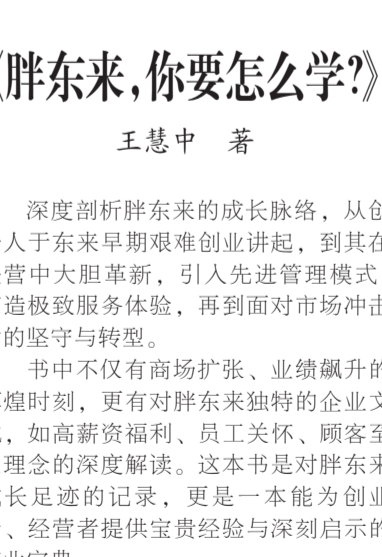 《胖东来，你要怎么学?》
王慧中 著
深度剖析胖东来的成长脉络，从创
人于东来早期艰难创业讲起，到其在
营中大胆革新，引入先进管理模式
造极致服务体验，再到面对市场冲击
的坚守与转型。
书中不仅有商场扩张、业绩飙升的
煌时刻，更有对胖东来独特的企业文
，如高薪资福利、员工关怀、顾客至
理念的深度解读。这本书是对胖东来
长足迹的记录，更是一本能为创业
、经营者提供宝贵经验与深刻启示的